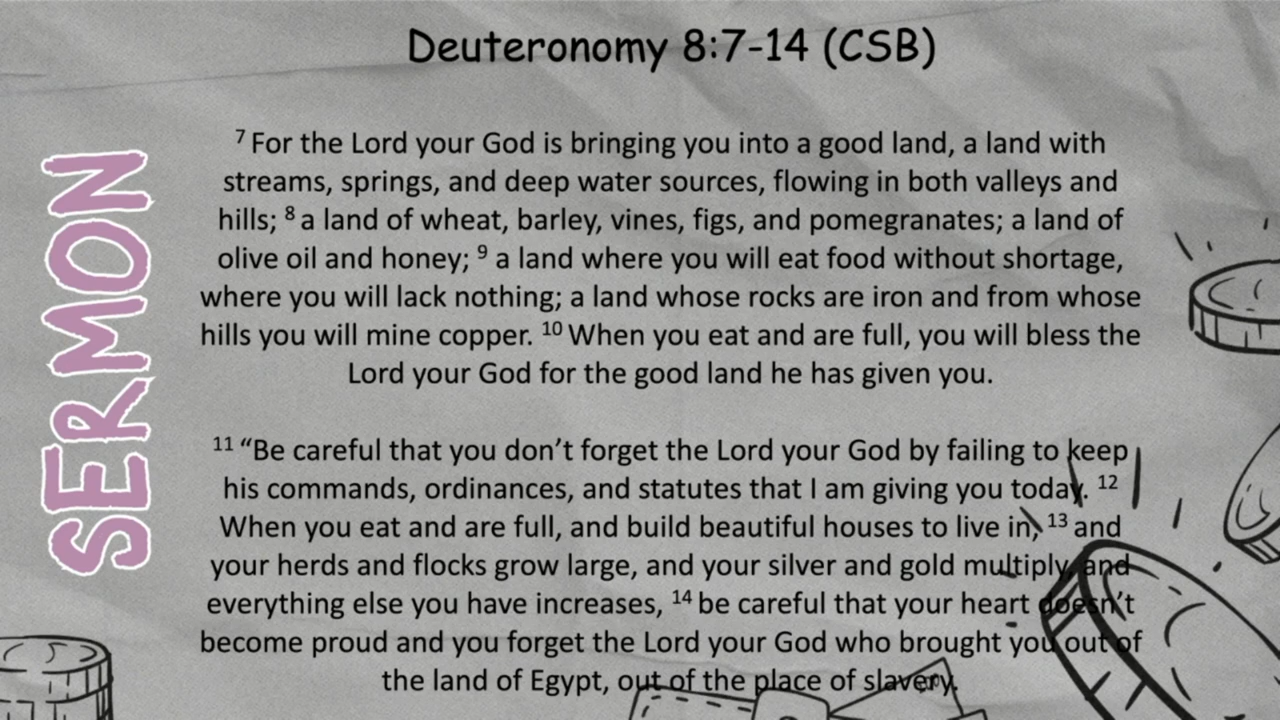 Deuteronomy 8:7-14 (CSB)
SERMON
⁷ For the Lord your God is bringing you into a good land, a land with
streams, springs, and deep water sources, flowing in both valleys and
hills; ⁸ a land of wheat, barley, vines, figs, and pomegranates; a land of
olive oil and honey; ⁹ a land where you will eat food without shortage,
where you will lack nothing; a land whose rocks are iron and from whose
hills you will mine copper. ¹⁰ When you eat and are full, you will bless the
Lord your God for the good land he has given you.
¹¹ “Be careful that you don’t forget the Lord your God by failing to keep
his commands, ordinances, and statutes that I am giving you today. ¹²
When you eat and are full, and build beautiful houses to live in, ¹³ and
your herds and flocks grow large, and your silver and gold multiply, and
everything else you have increases, ¹⁴ be careful that your heart doesn’t
become proud and you forget the Lord your God who brought you out of
the land of Egypt, out of the place of slavery.